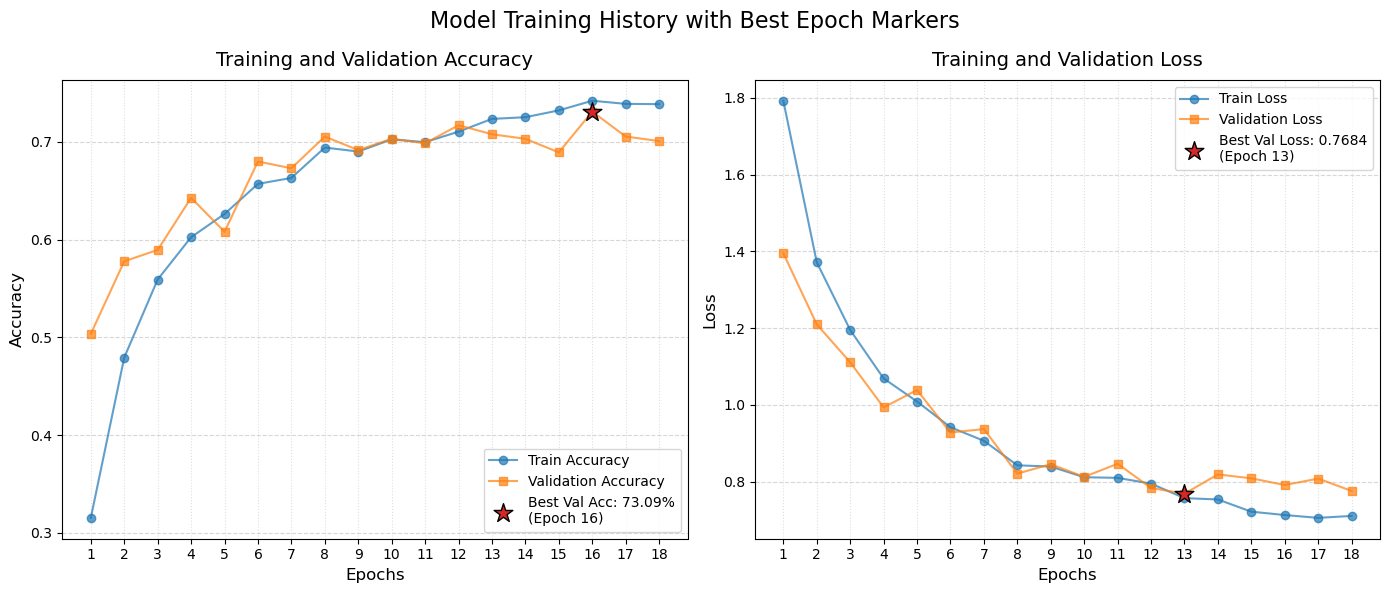 Model Training History with Best Epoch Markers
Training and Validation Accuracy
Accuracy
0.7
0.6
0.5
0.4
0.3
Train Accuracy
Validation Accuracy
Best Val Acc: 73.09%
(Epoch 16)
1 2 3 4 5 6 7 8 9 10 11 12 13 14 15 16 17 18
Epochs
Training and Validation Loss
Loss
1.8
1.6
1.4
1.2
1.0
0.8
Train Loss
Validation Loss
Best Val Loss: 0.7684
(Epoch 13)
1 2 3 4 5 6 7 8 9 10 11 12 13 14 15 16 17 18
Epochs